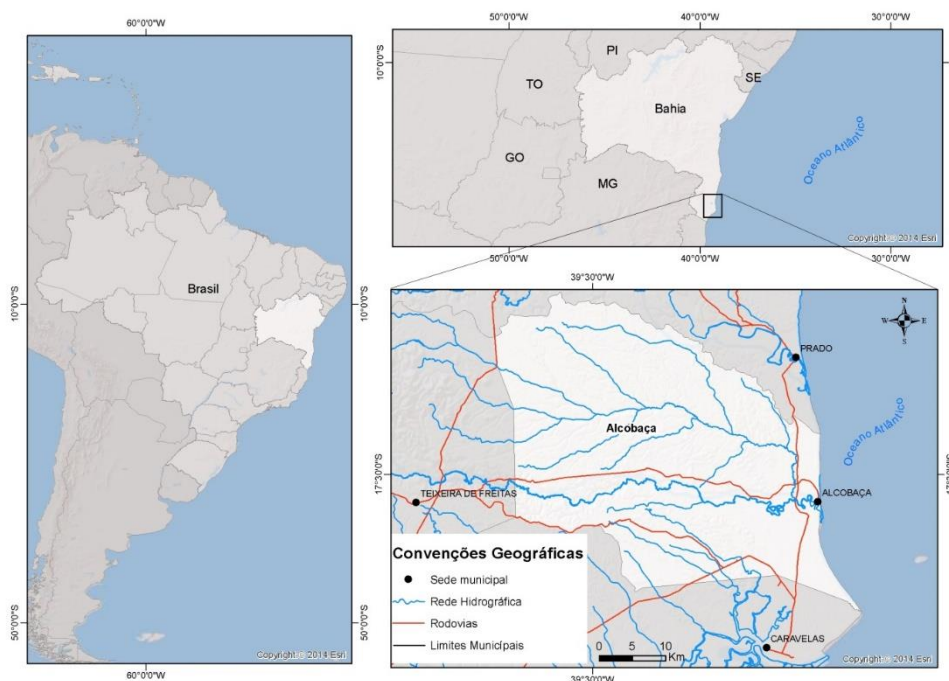 60°0'0"W
10°0'0"S
50°0'0"S
Brasil
10°0'0"S
50°0'0"S
Copyright:© 2014 Esri
60°0'0"W
50°0'0"W
40°0'0"W
30°0'0"W
10°0'0"S
PI
TO
SE
Bahia
GO
MG
Oceano Atlântico
Copyright:© 2014 Esri
50°0'0"W
40°0'0"W
30°0'0"W
39°30'0"W
N
W E
S
PRADO
Oceano Atlântico
Alcobaça
17°30'0"S
TEIXEIRA DE FREITAS
ALCOBAÇA
Convenções Geográficas
Sede municipal
Rede Hidrográfica
Rodovias
Limites Municípais
CARAVELAS
0 5 10
Km
Copyright:© 2014 Esri
39°30'0"W